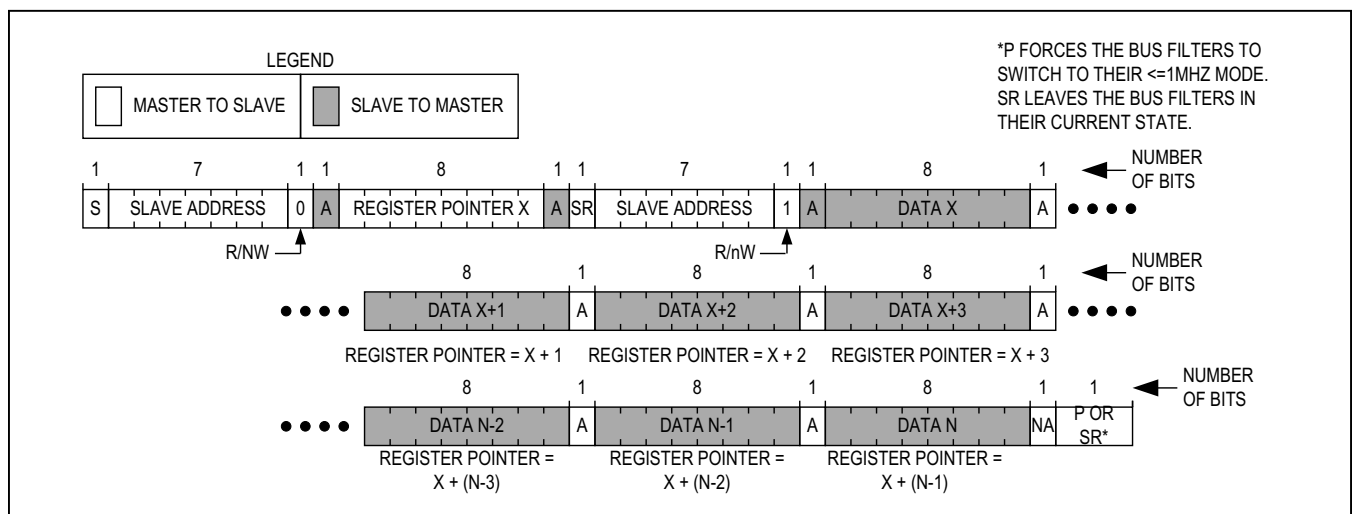 LEGEND
MASTER TO SLAVE SLAVE TO MASTER
*P FORCES THE BUS FILTERS TO
SWITCH TO THEIR <=1MHZ MODE.
SR LEAVES THE BUS FILTERS IN
THEIR CURRENT STATE.
1 7 1 1 8 1 1 7 1 1 8 1 NUMBER
OF BITS
S SLAVE ADDRESS 0 A REGISTER POINTER X A SR SLAVE ADDRESS 1 A DATA X A
R/NW R/nW
8 1 8 1 8 1 NUMBER
OF BITS
DATA X+1 A DATA X+2 A DATA X+3 A
REGISTER POINTER = X + 1 REGISTER POINTER = X + 2 REGISTER POINTER = X + 3
8 1 8 1 8 1 1 NUMBER
OF BITS
DATA N-2 A DATA N-1 A DATA N NA P OR
SR*
REGISTER POINTER = REGISTER POINTER = REGISTER POINTER =
X + (N-3) X + (N-2) X + (N-1)